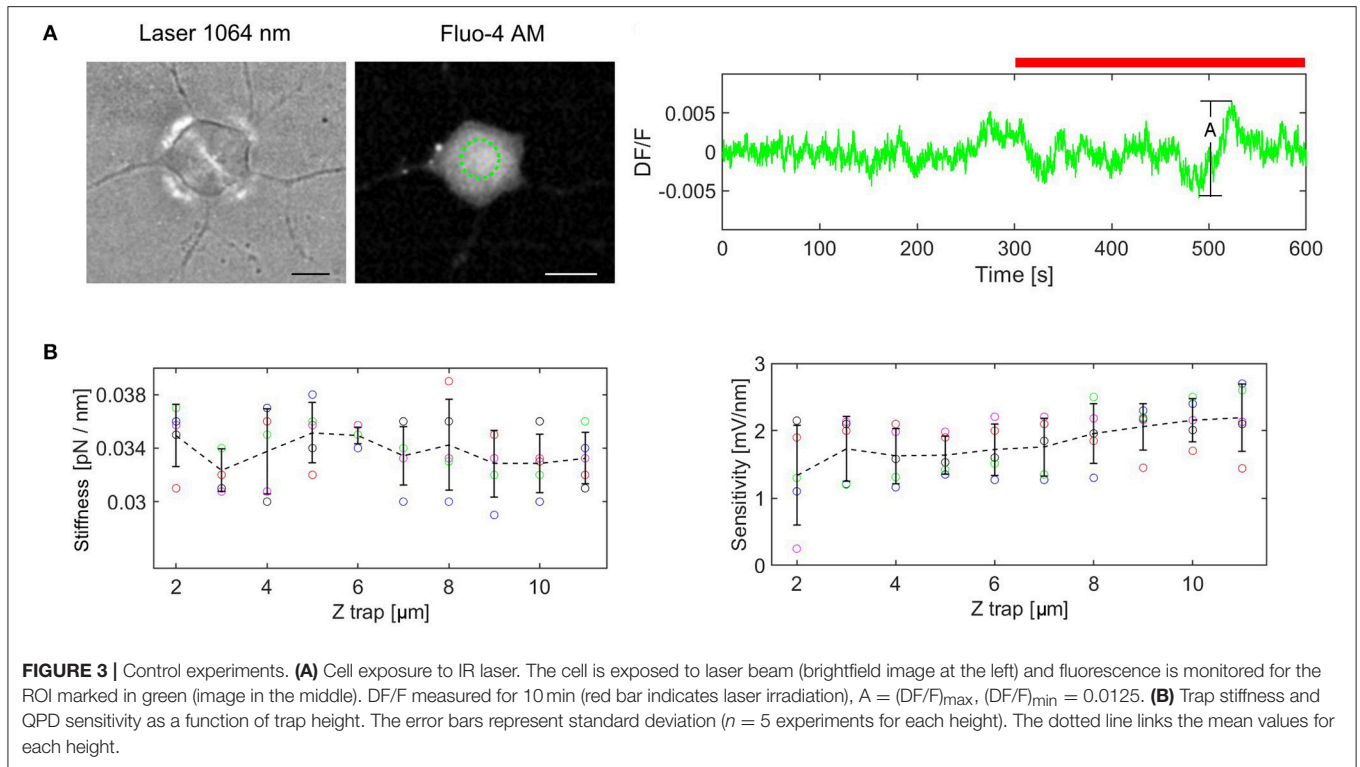 A
Laser 1064 nm
Fluo-4 AM
DF/F
0.005
0
-0.005
A
0 100 200 300 400 500 600
Time [s]
B
Stiffness [pN / nm]
0.038
0.034
0.03
2 4 6 8 10
Z trap [µm]
Sensitivity [mV/nm]
3
2
1
0
2 4 6 8 10
Z trap [µm]
FIGURE 3 | Control experiments. (A) Cell exposure to IR laser. The cell is exposed to laser beam (brightfield image at the left) and fluorescence is monitored for the
ROI marked in green (image in the middle). DF/F measured for 10 min (red bar indicates laser irradiation), A = (DF/F)max, (DF/F)min = 0.0125. (B) Trap stiffness and
QPD sensitivity as a function of trap height. The error bars represent standard deviation (n = 5 experiments for each height). The dotted line links the mean values for
each height.